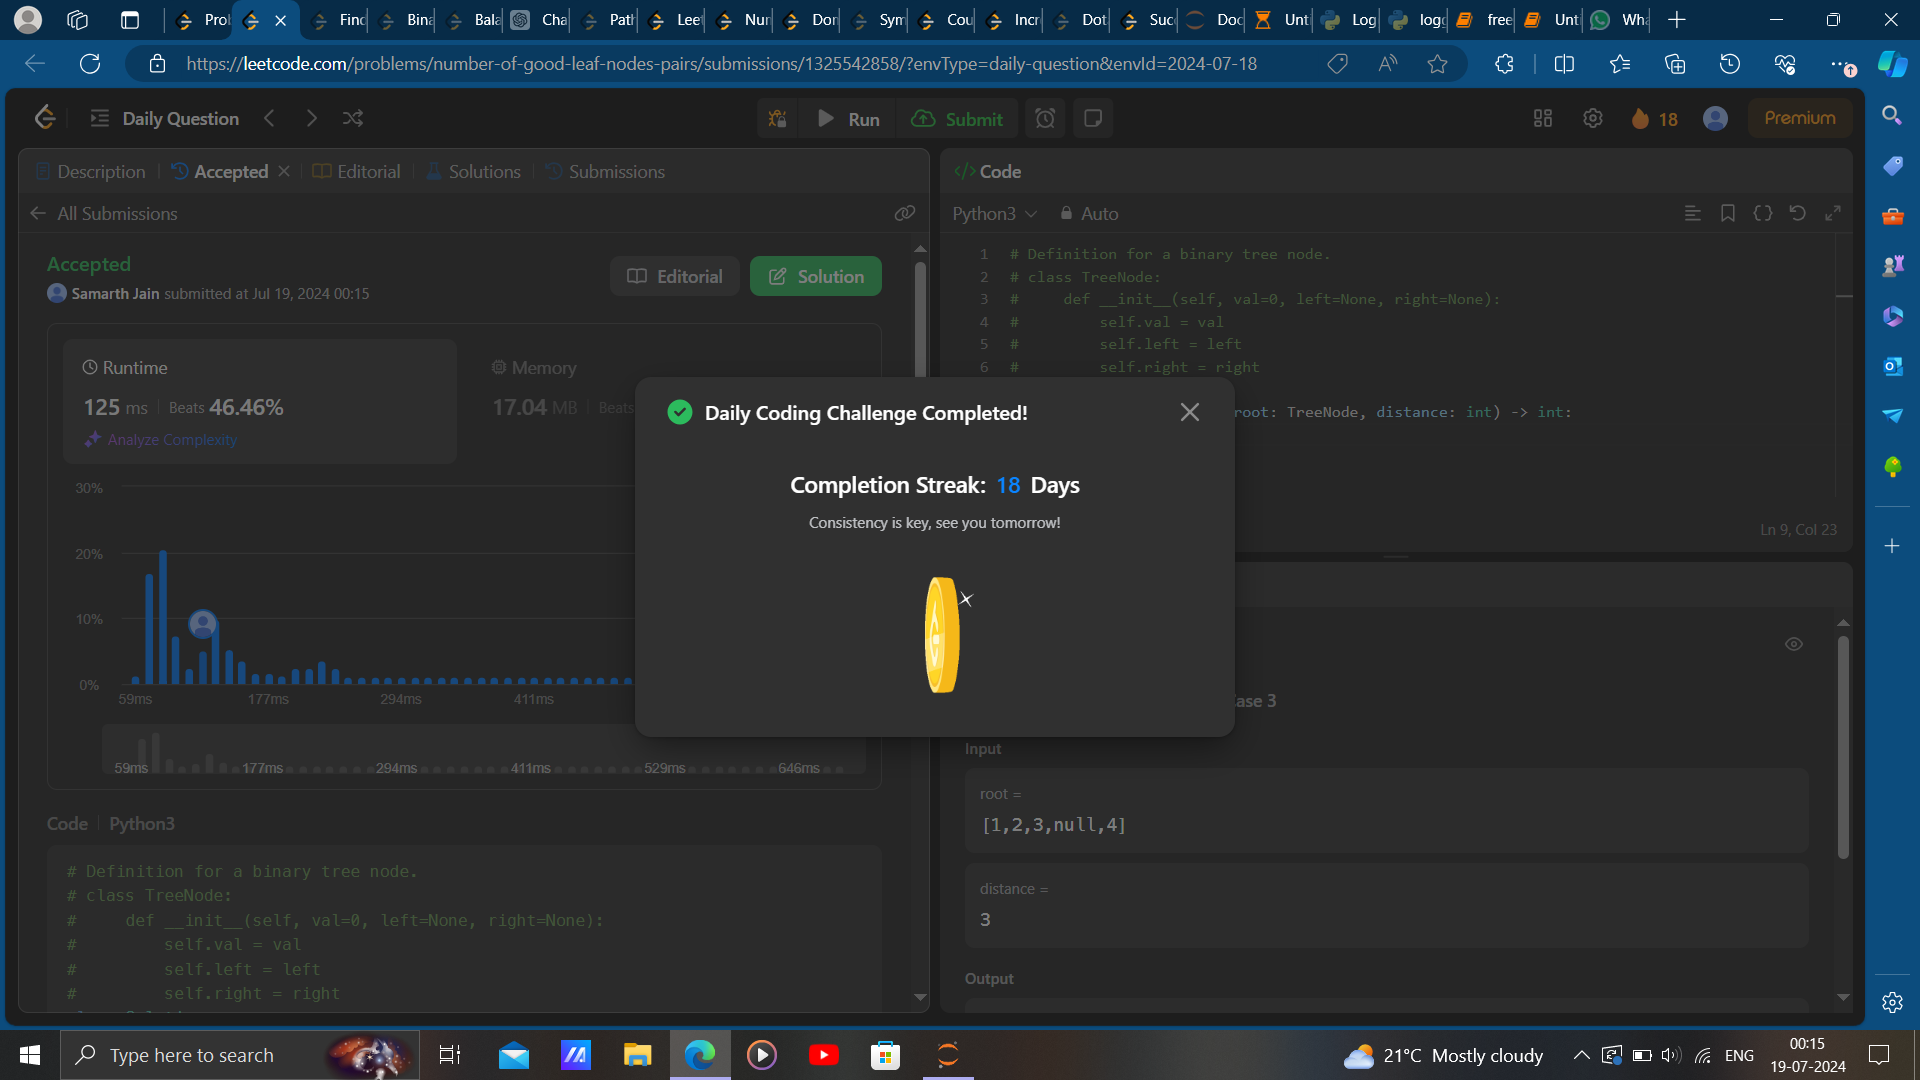 Prol
Find
Bina
Bala
Cha
Path
Leet
Nun
Don
Sym
Cou
Incr
Dota
Succ
Doc
Unti
Log
logg
free
Unti
Wha
https://leetcode.com/problems/number-of-good-leaf-nodes-pairs/submissions/1325542858/?envType=daily-question&envId=2024-07-18
Daily Question
Run
Submit
18
Premium
Description
Accepted
Editorial
Solutions
Submissions
</> Code
All Submissions
Python3
Auto
Accepted
Samarth Jain submitted at Jul 19, 2024 00:15
Editorial
Solution
Runtime
125 ms
Beats 46.46%
Analyze Complexity
Memory
17.04 MB
Beats
30%
20%
10%
0%
59ms
177ms
294ms
411ms
59ms
177ms
294ms
411ms
529ms
646ms
Code
Python3
# Definition for a binary tree node.
# class TreeNode:
#     def __init__(self, val=0, left=None, right=None):
#         self.val = val
#         self.left = left
#         self.right = right
1 # Definition for a binary tree node.
2 # class TreeNode:
3 #     def __init__(self, val=0, left=None, right=None):
4 #         self.val = val
5 #         self.left = left
6 #         self.right = right
root: TreeNode, distance: int) -> int:
Ln 9, Col 23
Daily Coding Challenge Completed!
Completion Streak: 18 Days
Consistency is key, see you tomorrow!
ase 3
Input
root =
[1,2,3,null,4]
distance =
3
Output
Type here to search
21°C Mostly cloudy
ENG
00:15
19-07-2024